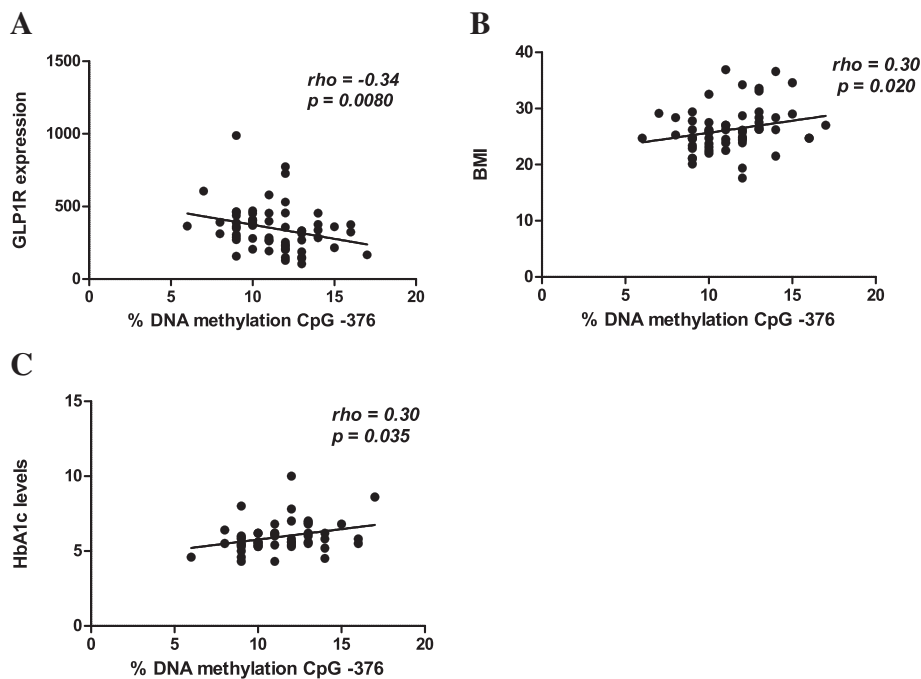 A
GLP1R expression
1500
1000
500
0
rho = -0.34
p = 0.0080
0 5 10 15 20
% DNA methylation CpG -376
B
BMI
40
30
20
10
0
rho = 0.30
p = 0.020
0 5 10 15 20
% DNA methylation CpG -376
C
HbA1c levels
15
10
5
0
rho = 0.30
p = 0.035
0 5 10 15 20
% DNA methylation CpG -376